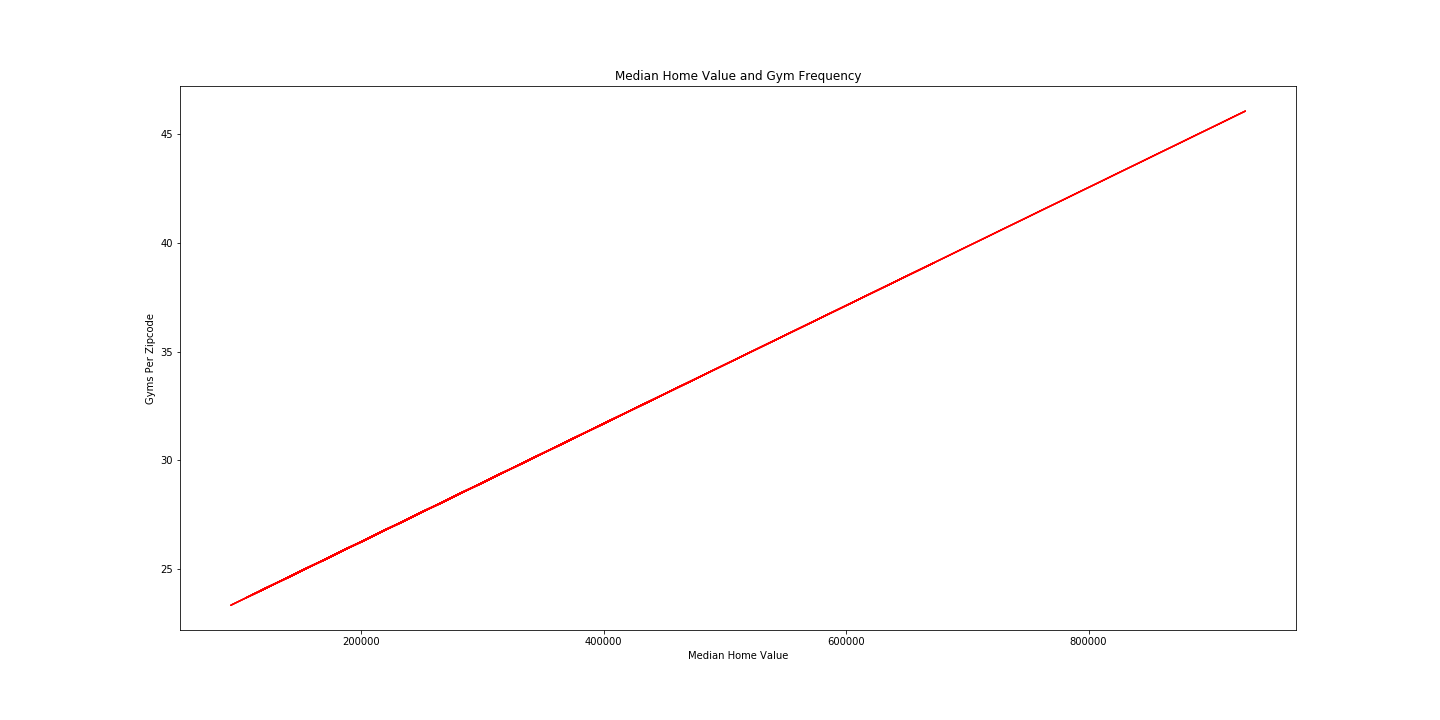 Median Home Value and Gym Frequency
45
40
35
30
25
Gyms Per Zipcode
200000 400000 600000 800000
Median Home Value